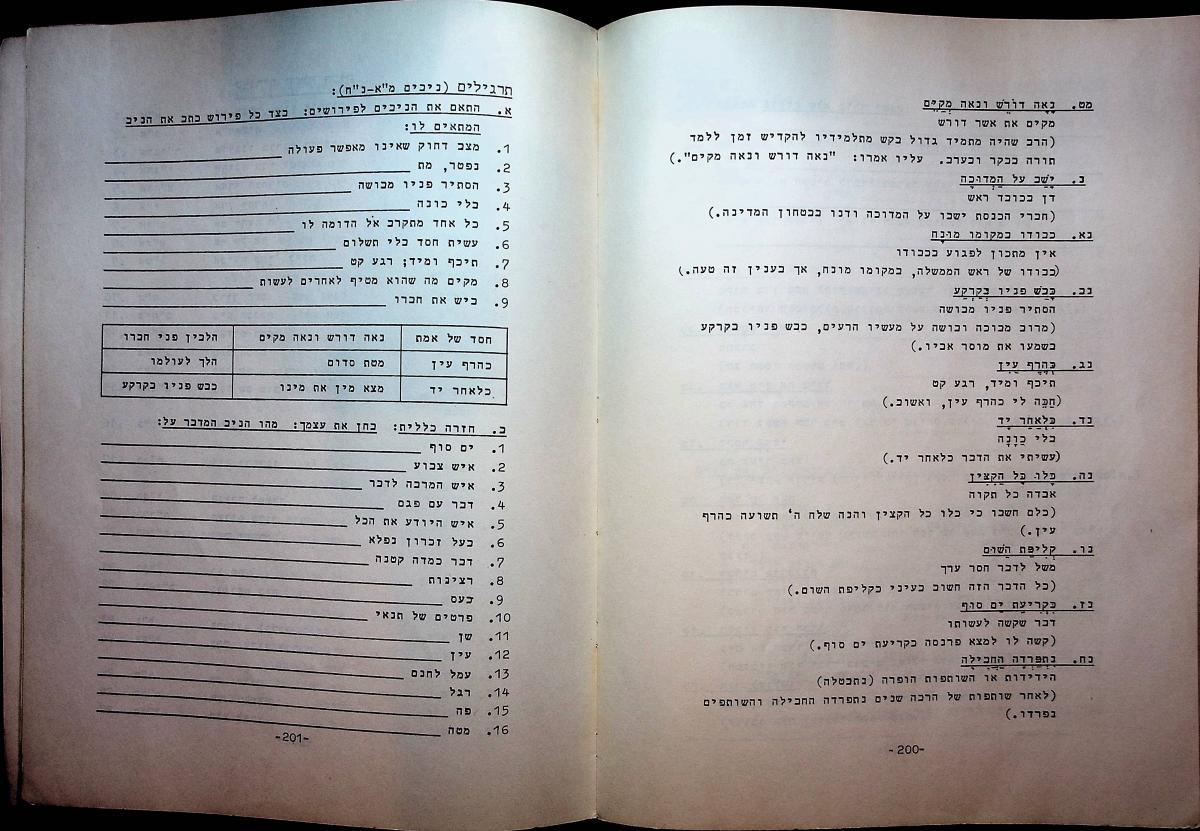 מט. נָאֶה דוֹרֵשׁ ונאה מְקַיֵּם
מקים את אשר דורש
(הרב שהיה מתמיד גדול בקש מתלמידיו להקדיש זמן ללמד
תורה בבקר ובערב. עליו אמרו: "נאה דורש ונאה מקים".)
נ. יָשַׁב על הַמְּדוֹכָה
דן בכובד ראש
(חברי הכנסת ישבו על המדוכה ודנו בבטחון המדינה.)
נא. כבודו במקומו מוּנָּח
אין מתכון לפגוע בכבודו
(כבודו של ראש הממשלה, במקומו מונח, אך בענין זה טעה.)
נב. כָּבַשׁ פניו בַּקַּרְקַע
הסתיר פניו מבושה
(מרוב מבוכה ובושה על מעשיו הרעים, כבש פניו בקרקע
בשמעו את מוסר אביו.)
נג. כְּהֶרֶף עַיִן
תיכף ומיד, רגע קט
(חַכֵּה לי כהרף עין, ואשוב.)
נד. כִּלְאַחַר יָד
בלי כַוָּנָה
(עשיתי את הדבר כלאחר יד.)
נה. כָּלוּ כָּל הַקִּצִּין
אבדה כל תקוה
(כלם חשבו כי כלו כל הקצין והנה שלח ה' תשועה כהרף
עין.)
נו. קְלִיפַּת הַשּׁוּם
משל לדבר חסר ערך
(כל הדבר הזה חשוב בעיני כקליפת השום.)
נז. כִּקְרִיעַת יַם סוּף
דבר שקשה לעשותו
(קשה לו למצא פרנסה כקריעת ים סוף.)
נח. נִתְפָּרְדָה הַחֲבִילָה
הידידות או השותפות הופרה (נתבטלה)
(לאחר שותפות של הרבה שנים נתפרדה החבילה והשותפים
נפרדו.)
-200-
תרגילים (ניבים מ"א-נ"ח):
א. התאם את הניבים לפירושים: בצד כל פירוש כתב את הניב
המתאים לו:
1. מצב דחוק שאינו מאפשר פעולה
2. נפטר, מת
3. הסתיר פניו מבושה
4. בלי כונה
5. כל אחד מתקרב אל הדומה לו
6. עשית חסד בלי תשלום
7. תיכף ומיד; רגע קט
8. מקים מה שהוא מטיף לאחרים לעשות
9. ביש את חברו
חסד של אמת נאה דורש ונאה מקים הלבין פני חברו
כהרף עין מטת סדום הלך לעולמו
כלאחר יד מצא מין את מינו כבש פניו בקרקע
ב. חזרה כללית: בחן את עצמך: מהו הניב המדבר על:
1. ים סוף
2. איש צבוע
3. איש המרבה לדבר
4. דבר עם פגם
5. איש היודע את הכל
6. בעל זכרון נפלא
7. דבר במדה קטנה
8. רצינות
9. כעס
10. פרטים של תנאי
11. שן
12. עין
13. עמל לחנם
14. רגל
15. פה
16. מטה
-201-